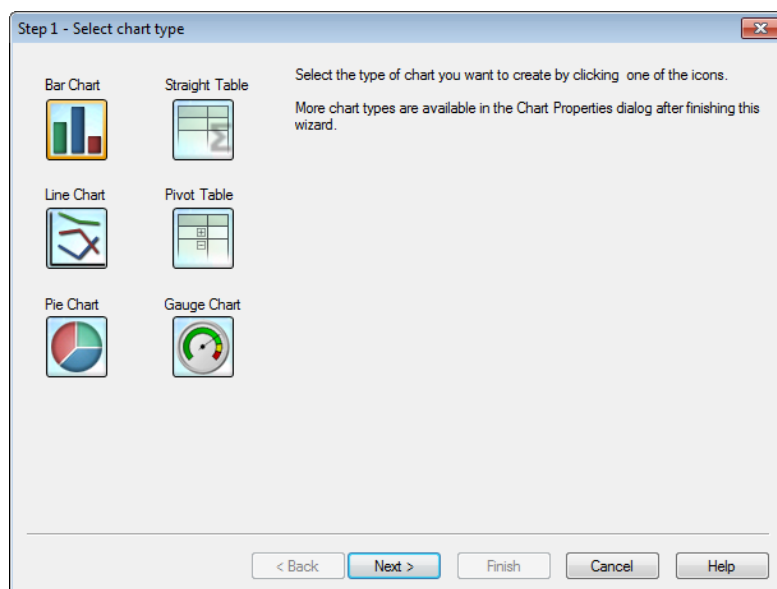 Step 1 - Select chart type
Bar Chart
Straight Table
Line Chart
Pivot Table
Pie Chart
Gauge Chart
Select the type of chart you want to create by clicking one of the icons.
More chart types are available in the Chart Properties dialog after finishing this
wizard.
< Back
Next >
Finish
Cancel
Help